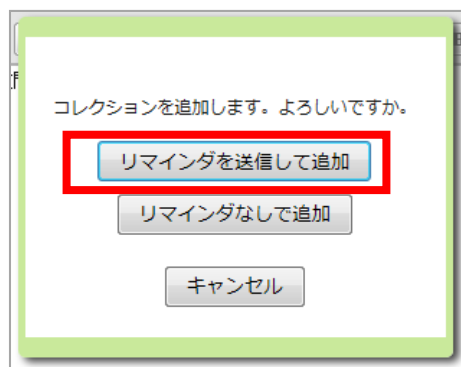 コレクションを追加します。よろしいですか。
リマインダを送信して追加
リマインダなしで追加
キャンセル